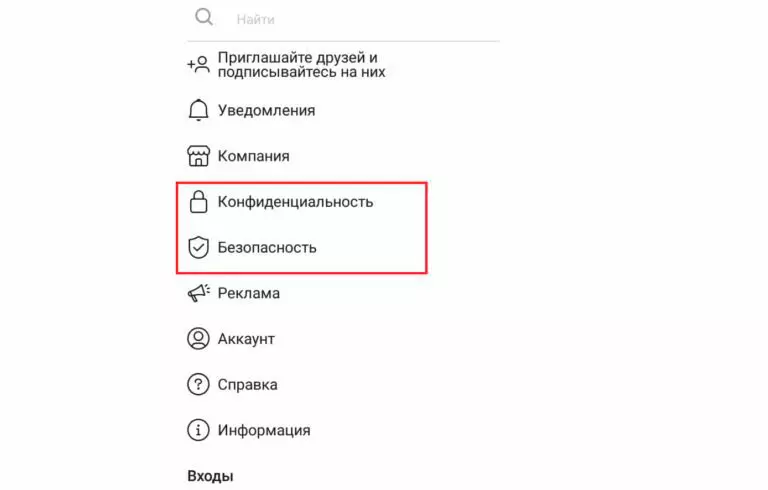 Найти
Приглашайте друзей и
подписывайтесь на них
Уведомления
Компания
Конфиденциальность
Безопасность
Реклама
Аккаунт
Справка
Информация
Входы